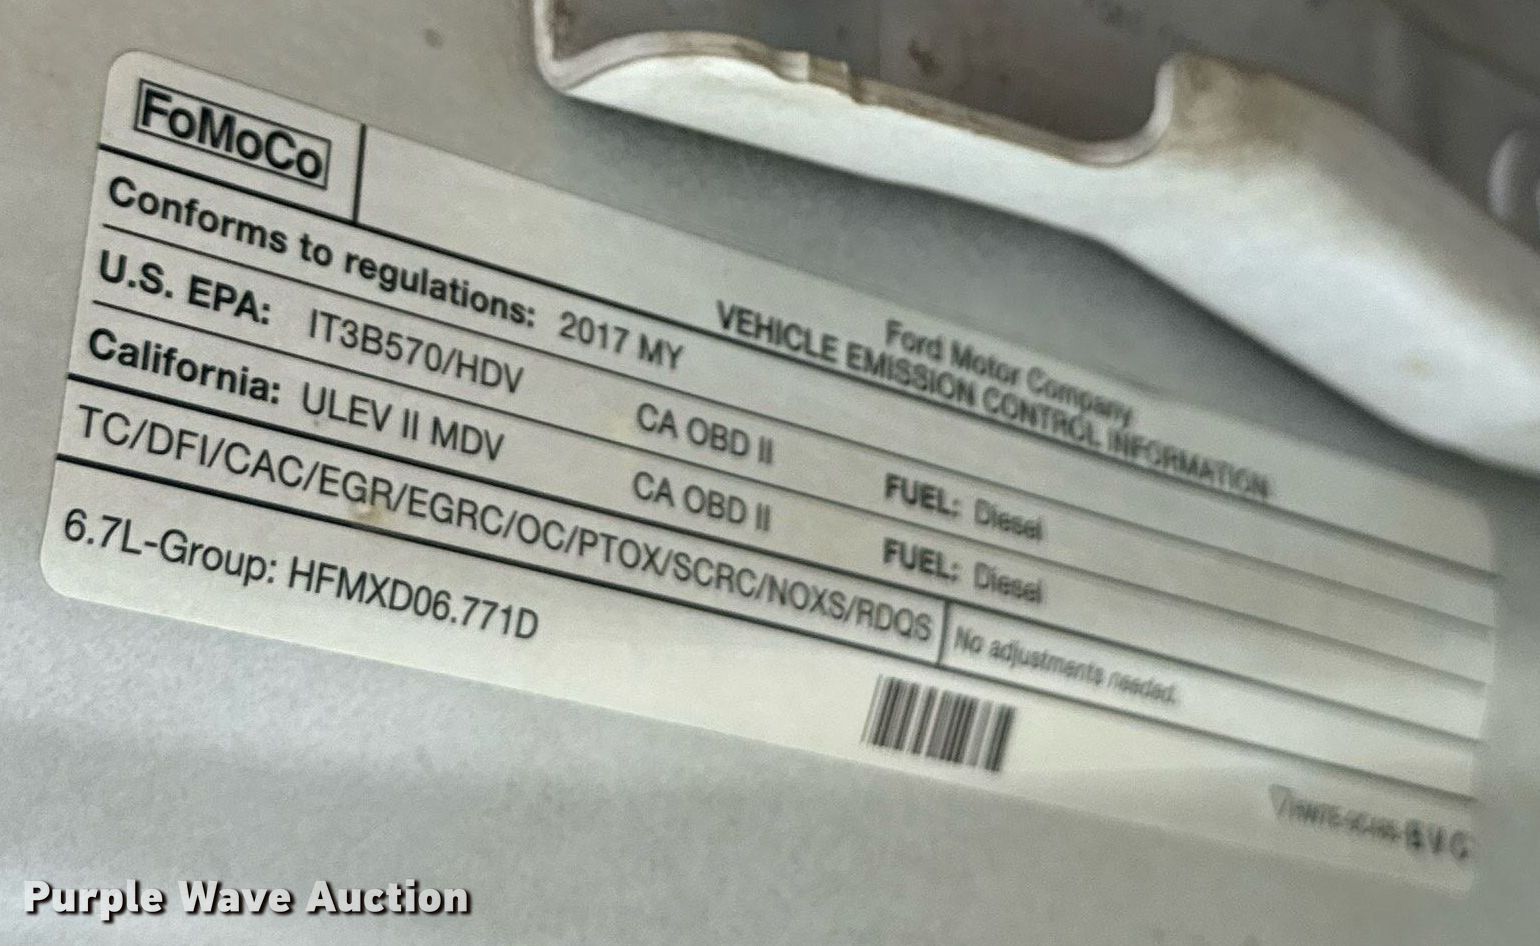 FoMoCo
Ford Motor Company
VEHICLE EMISSION CONTROL INFORMATION
Conforms to regulations: 2017 MY
U.S. EPA: IT3B570/HDV CA OBD II FUEL: Diesel
California: ULEV II MDV CA OBD II FUEL: Diesel
TC/DFI/CAC/EGR/EGRC/OC/PTOX/SCRC/NOXS/RDQS No adjustments needed.
6.7L-Group: HFMXD06.771D
Purple Wave Auction